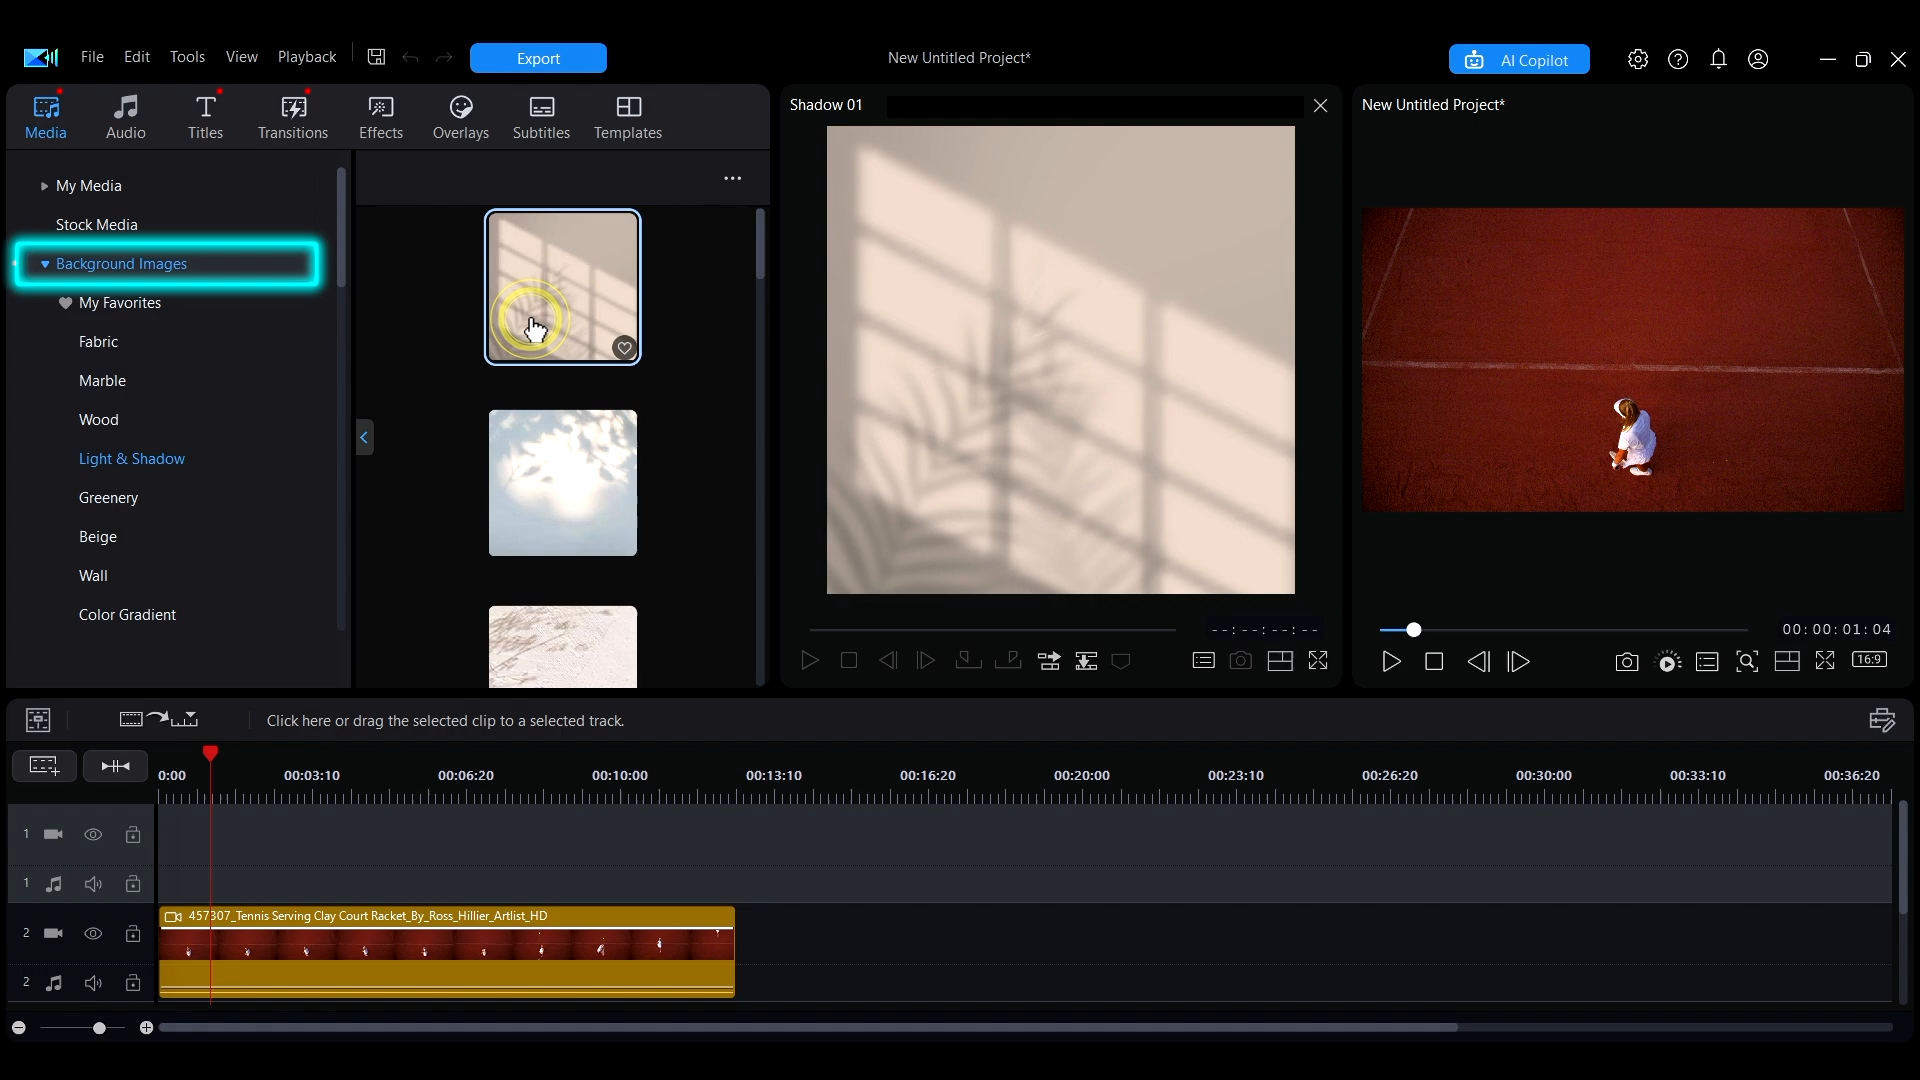 File Edit Tools View Playback
Export
New Untitled Project*
AI Copilot
Media Audio Titles Transitions Effects Overlays Subtitles Templates
My Media
Stock Media
Background Images
My Favorites
Fabric
Marble
Wood
Light & Shadow
Greenery
Beige
Wall
Color Gradient
Shadow 01
--:--:--:--
New Untitled Project*
00:00:01:04
16:9
Click here or drag the selected clip to a selected track.
0:00 00:03:10 00:06:20 00:10:00 00:13:10 00:16:20 00:20:00 00:23:10 00:26:20 00:30:00 00:33:10 00:36:20
1
1
457307_Tennis Serving Clay Court Racket_By_Ross_Hillier_Artlist_HD
2
2